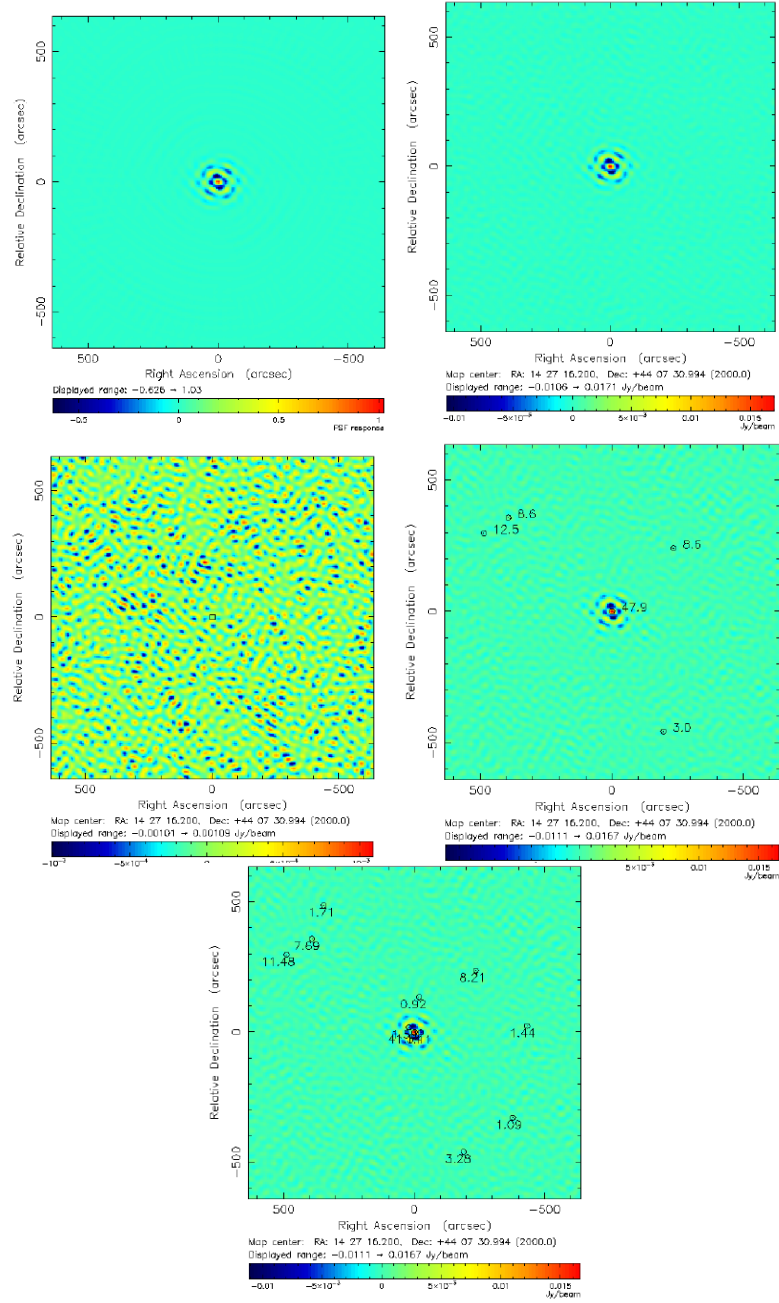 Relative Declination (arcsec)
500
0
-500
500 0 -500
Right Ascension (arcsec)
Displayed range: -0.626 → 1.03
-0.5 0 0.5 1
PSF response
Relative Declination (arcsec)
500
0
-500
500 0 -500
Right Ascension (arcsec)
Map center: RA: 14 27 16.200, Dec: +44 07 30.994 (2000.0)
Displayed range: -0.0106 → 0.0171 Jy/beam
-0.01 -5×10⁻³ 0 5×10⁻³ 0.01 0.015
Jy/beam
Relative Declination (arcsec)
500
0
-500
500 0 -500
Right Ascension (arcsec)
Map center: RA: 14 27 16.200, Dec: +44 07 30.994 (2000.0)
Displayed range: -0.00101 → 0.00109 Jy/beam
-10⁻³ -5×10⁻⁴ 0
Relative Declination (arcsec)
500
0
-500
8.6
12.5
8.5
47.9
3.0
500 0 -500
Right Ascension (arcsec)
Map center: RA: 14 27 16.200, Dec: +44 07 30.994 (2000.0)
Displayed range: -0.0111 → 0.0167 Jy/beam
5×10⁻³ 0.01 0.015
Jy/beam
Relative Declination (arcsec)
500
0
-500
1.71
7.69
11.48
8.21
0.92
1.44
1.09
3.28
500 0 -500
Right Ascension (arcsec)
Map center: RA: 14 27 16.200, Dec: +44 07 30.994 (2000.0)
Displayed range: -0.0111 → 0.0167 Jy/beam
-0.01 -5×10⁻³ 0 5×10⁻³ 0.01 0.015
Jy/beam